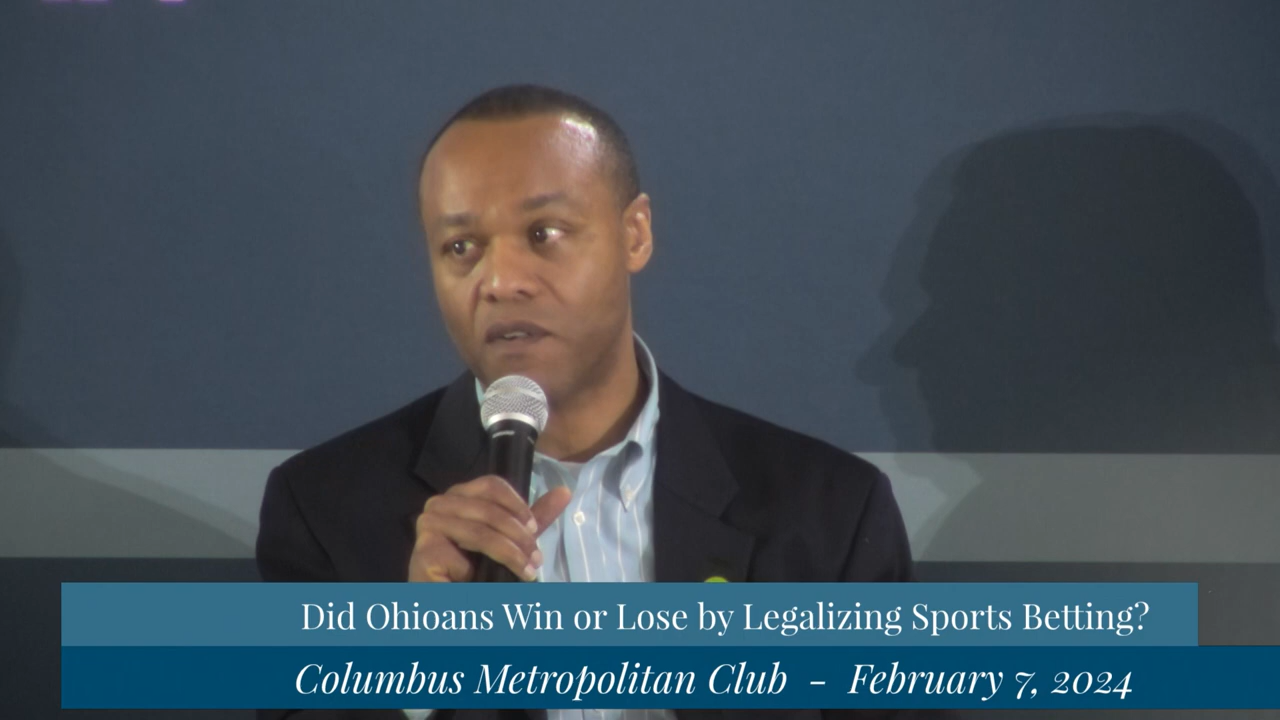 Did Ohioans Win or Lose by Legalizing Sports Betting?
Columbus Metropolitan Club - February 7, 2024